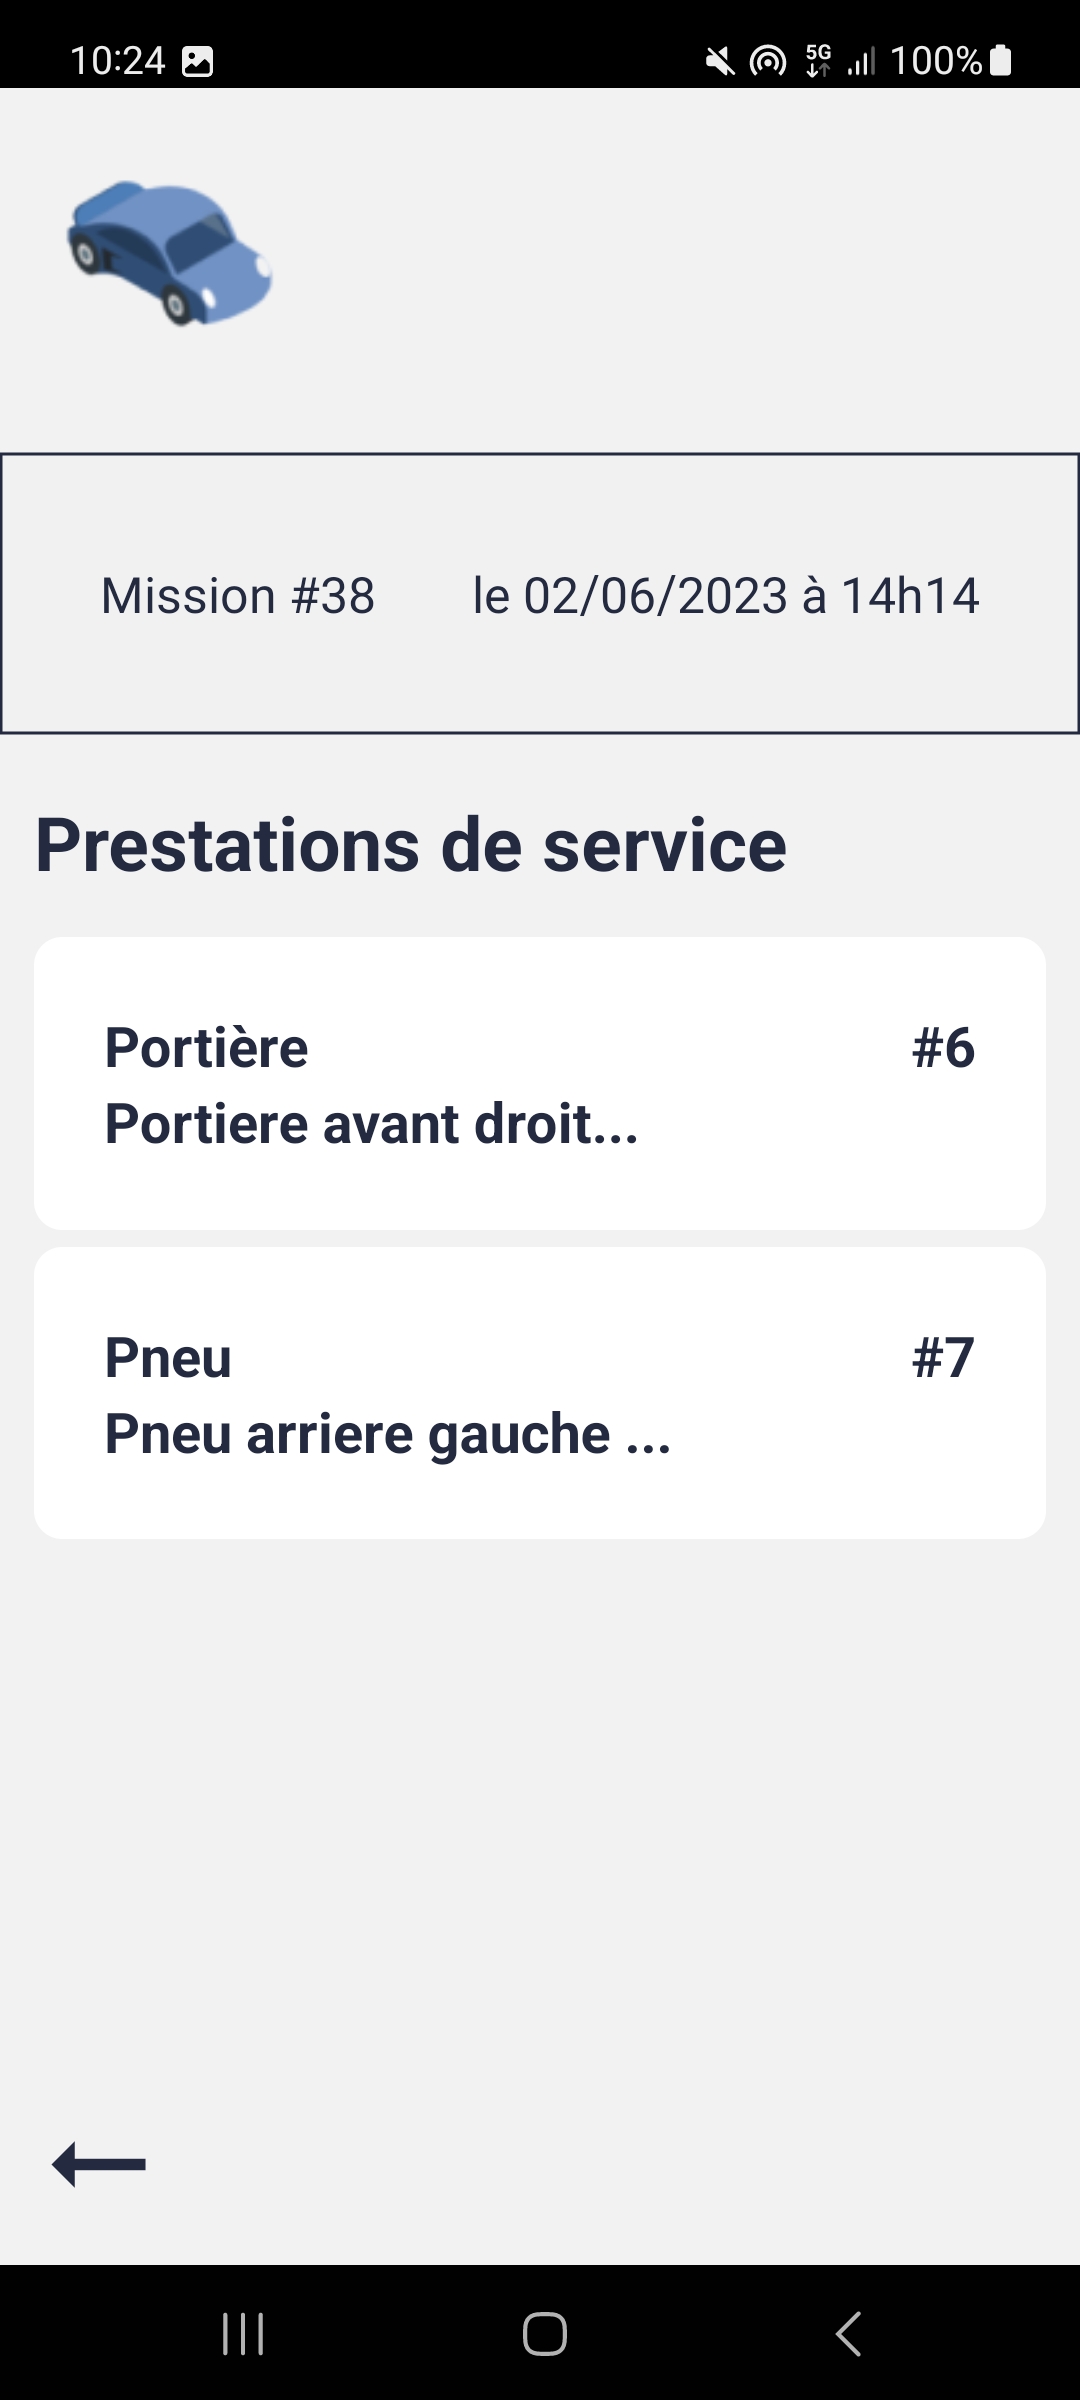 10:24 5G 100%
Mission #38 le 02/06/2023 à 14h14
Prestations de service
Portière #6
Portiere avant droit...
Pneu #7
Pneu arriere gauche ...